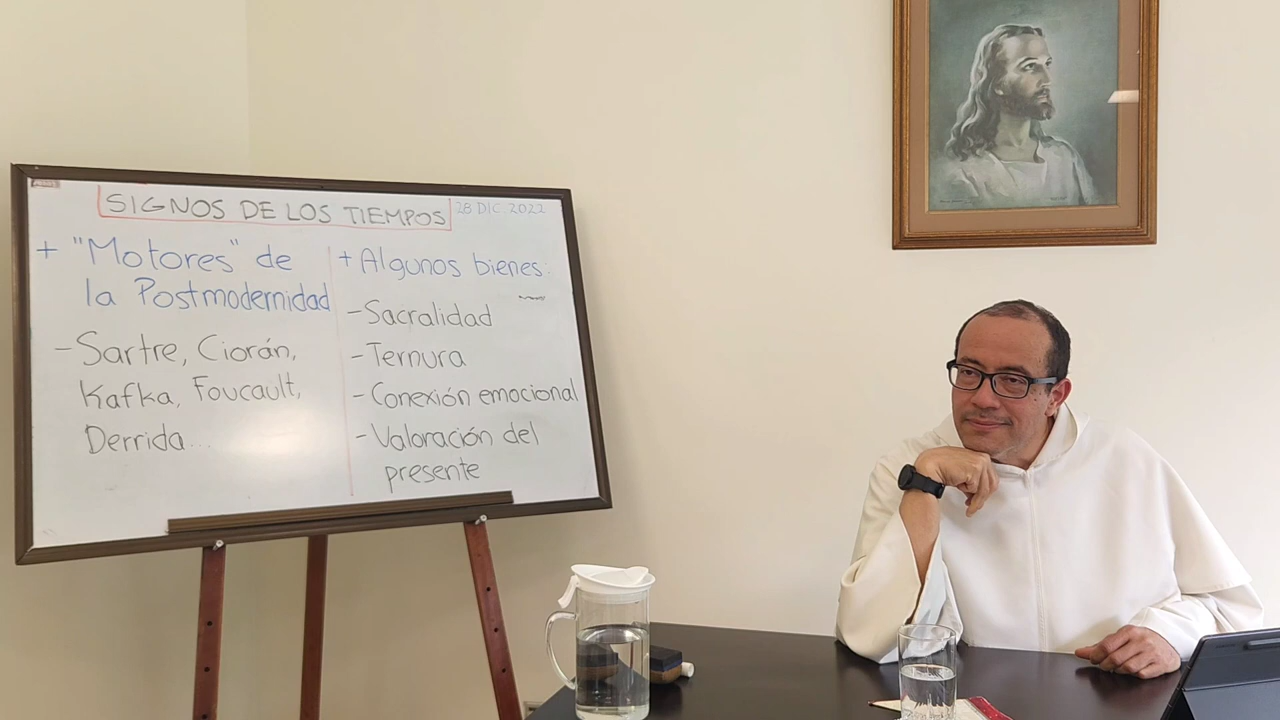 SIGNOS DE LOS TIEMPOS
28 DIC. 2022
+ "Motores" de
la Postmodernidad
- Sartre, Ciorán,
Kafka, Foucault,
Derrida...
+ Algunos bienes:
- Sacralidad
- Ternura
- Conexión emocional
- Valoración del
presente